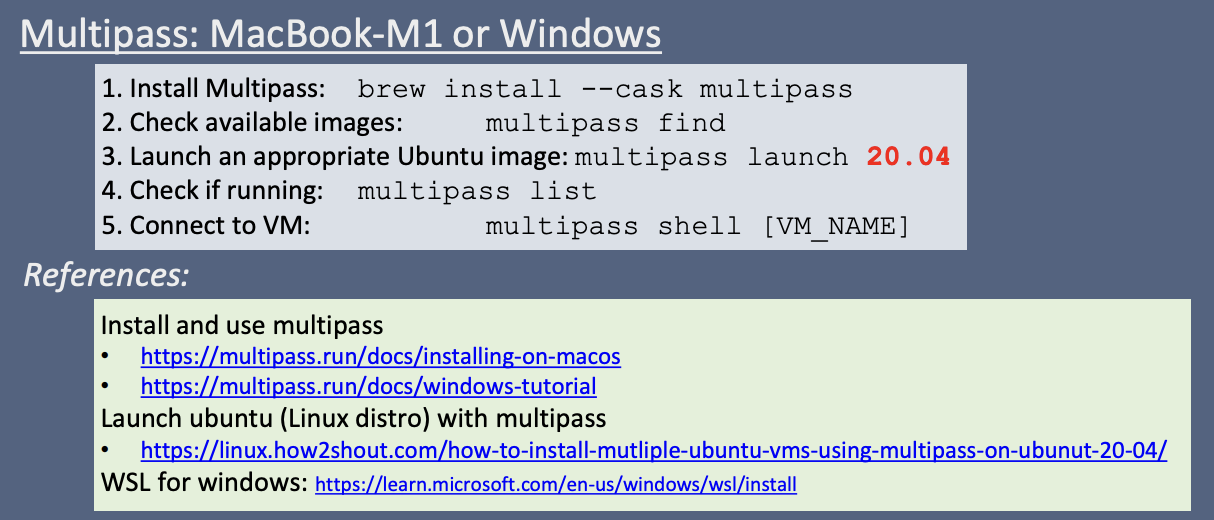 Multipass: MacBook-M1 or Windows
1. Install Multipass: brew install --cask multipass
2. Check available images: multipass find
3. Launch an appropriate Ubuntu image: multipass launch 20.04
4. Check if running: multipass list
5. Connect to VM: multipass shell [VM_NAME]
References:
Install and use multipass
• https://multipass.run/docs/installing-on-macos
• https://multipass.run/docs/windows-tutorial
Launch ubuntu (Linux distro) with multipass
• https://linux.how2shout.com/how-to-install-mutliple-ubuntu-vms-using-multipass-on-ubunut-20-04/
WSL for windows: https://learn.microsoft.com/en-us/windows/wsl/install